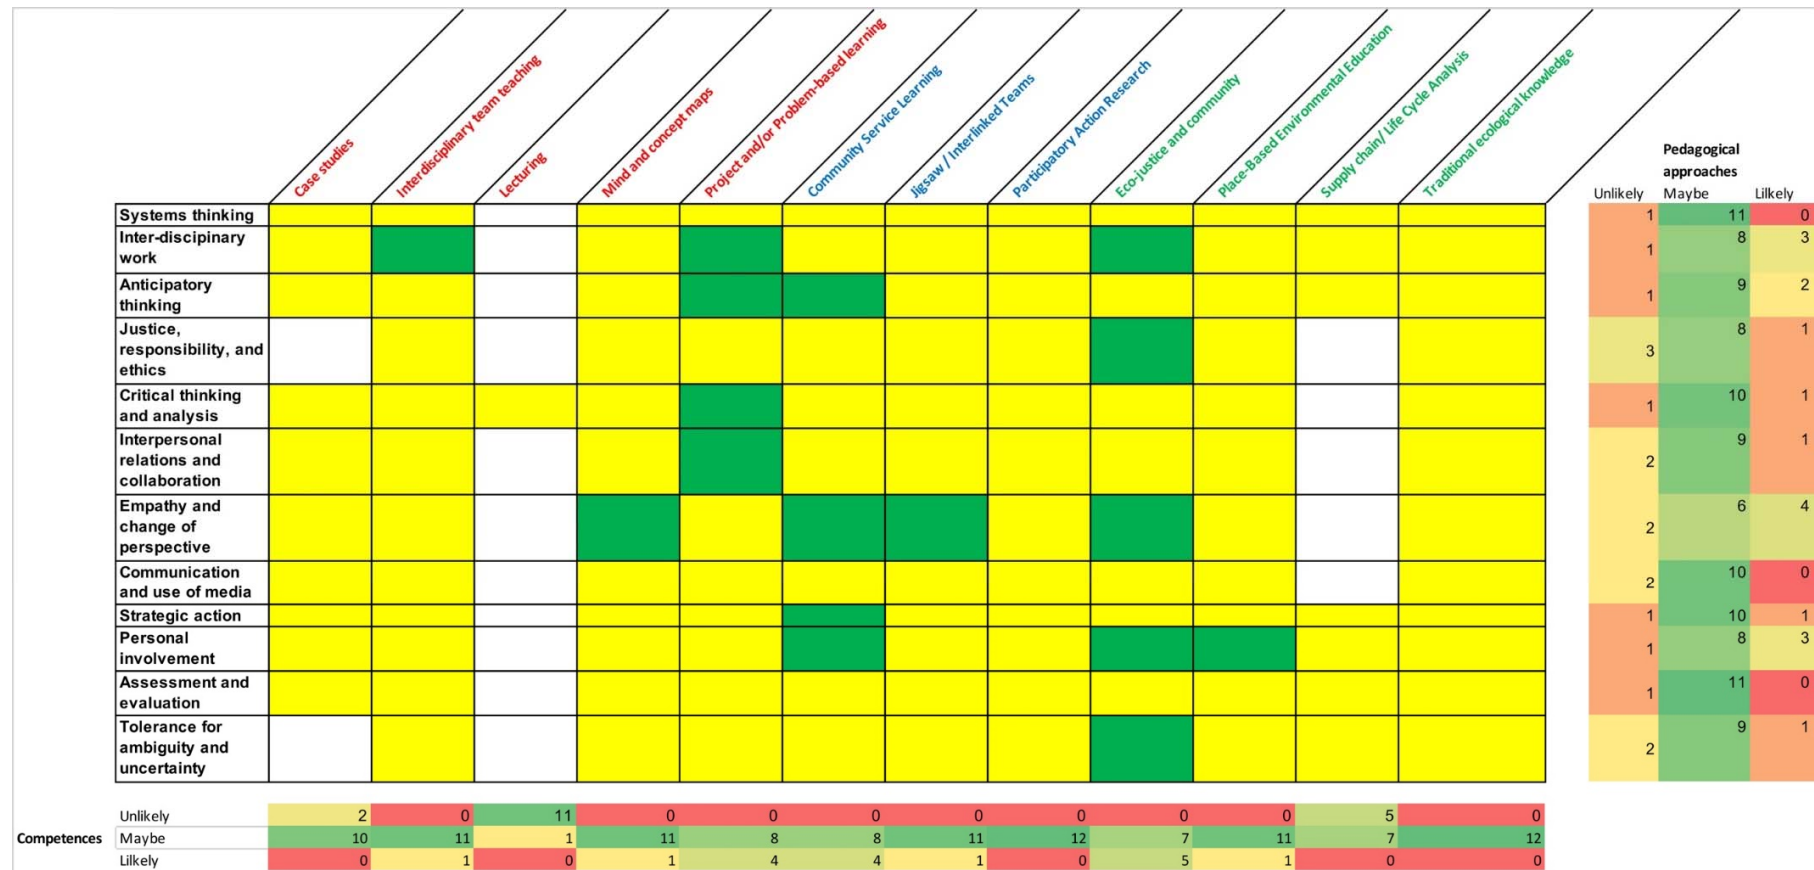 Case studies
Interdisciplinary team teaching
Lecturing
Mind and concept maps
Project and/or Problem-based learning
Community Service Learning
Jigsaw / Interlinked Teams
Participatory Action Research
Eco-justice and community
Place-Based Environmental Education
Supply chain/ Life Cycle Analysis
Traditional ecological knowledge
Pedagogical
approaches
Unlikely Maybe Lilkely
Systems thinking
1 11 0
Inter-discipinary
work
1 8 3
Anticipatory
thinking
1 9 2
Justice,
responsibility, and
ethics
3 8 1
Critical thinking
and analysis
1 10 1
Interpersonal
relations and
collaboration
2 9 1
Empathy and
change of
perspective
2 6 4
Communication
and use of media
2 10 0
Strategic action
1 10 1
Personal
involvement
1 8 3
Assessment and
evaluation
1 11 0
Tolerance for
ambiguity and
uncertainty
2 9 1
Unlikely 2 0 11 0 0 0 0 0 0 0 5 0
Competences Maybe 10 11 1 11 8 8 11 12 7 11 7 12
Lilkely 0 1 0 1 4 4 1 0 5 1 0 0